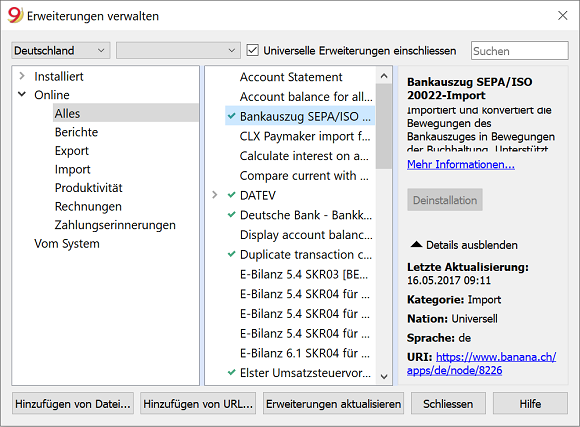 9 Erweiterungen verwalten
Deutschland
Universelle Erweiterungen einschliessen
Suchen
Installiert
Online
Alles
Berichte
Export
Import
Produktivität
Rechnungen
Zahlungserinnerungen
Vom System
Account Statement
Account balance for all...
Bankauszug SEPA/ISO ...
CLX Paymaker import f...
Calculate interest on a...
Compare current with ...
DATEV
Deutsche Bank - Bankk...
Display account balanc...
Duplicate transaction c...
E-Bilanz 5.4 SKR03 [BE...
E-Bilanz 5.4 SKR04 für ...
E-Bilanz 5.4 SKR04 für ...
E-Bilanz 5.4 SKR04 für ...
E-Bilanz 6.1 SKR04 für ...
Elster Umsatzsteuervor...
Bankauszug SEPA/ISO
20022-Import
Importiert und konvertiert die
Bewegungen des
Bankauszuges in Bewegungen
der Buchhaltung. Unterstützt
Mehr Informationen...
Deinstallation
Details ausblenden
Letzte Aktualisierung:
16.05.2017 09:11
Kategorie: Import
Nation: Universell
Sprache: de
URI: https://www.banana.ch/
apps/de/node/8226
Hinzufügen von Datei...
Hinzufügen von URL...
Erweiterungen aktualisieren
Schliessen
Hilfe